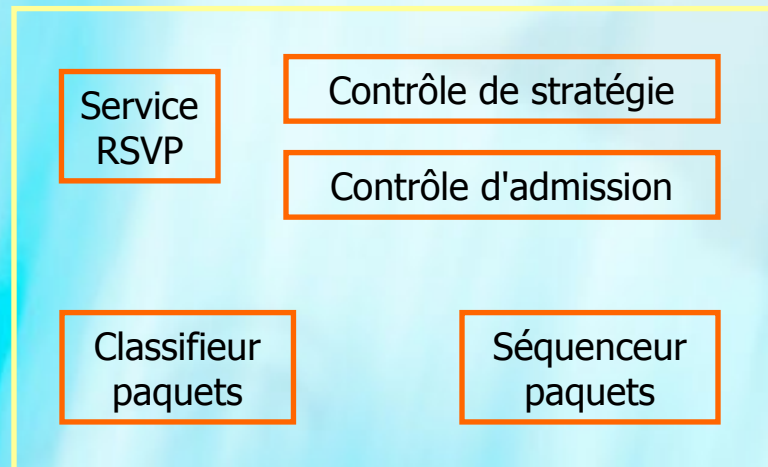 Service
RSVP
Contrôle de stratégie
Contrôle d'admission
Classifieur
paquets
Séquenceur
paquets